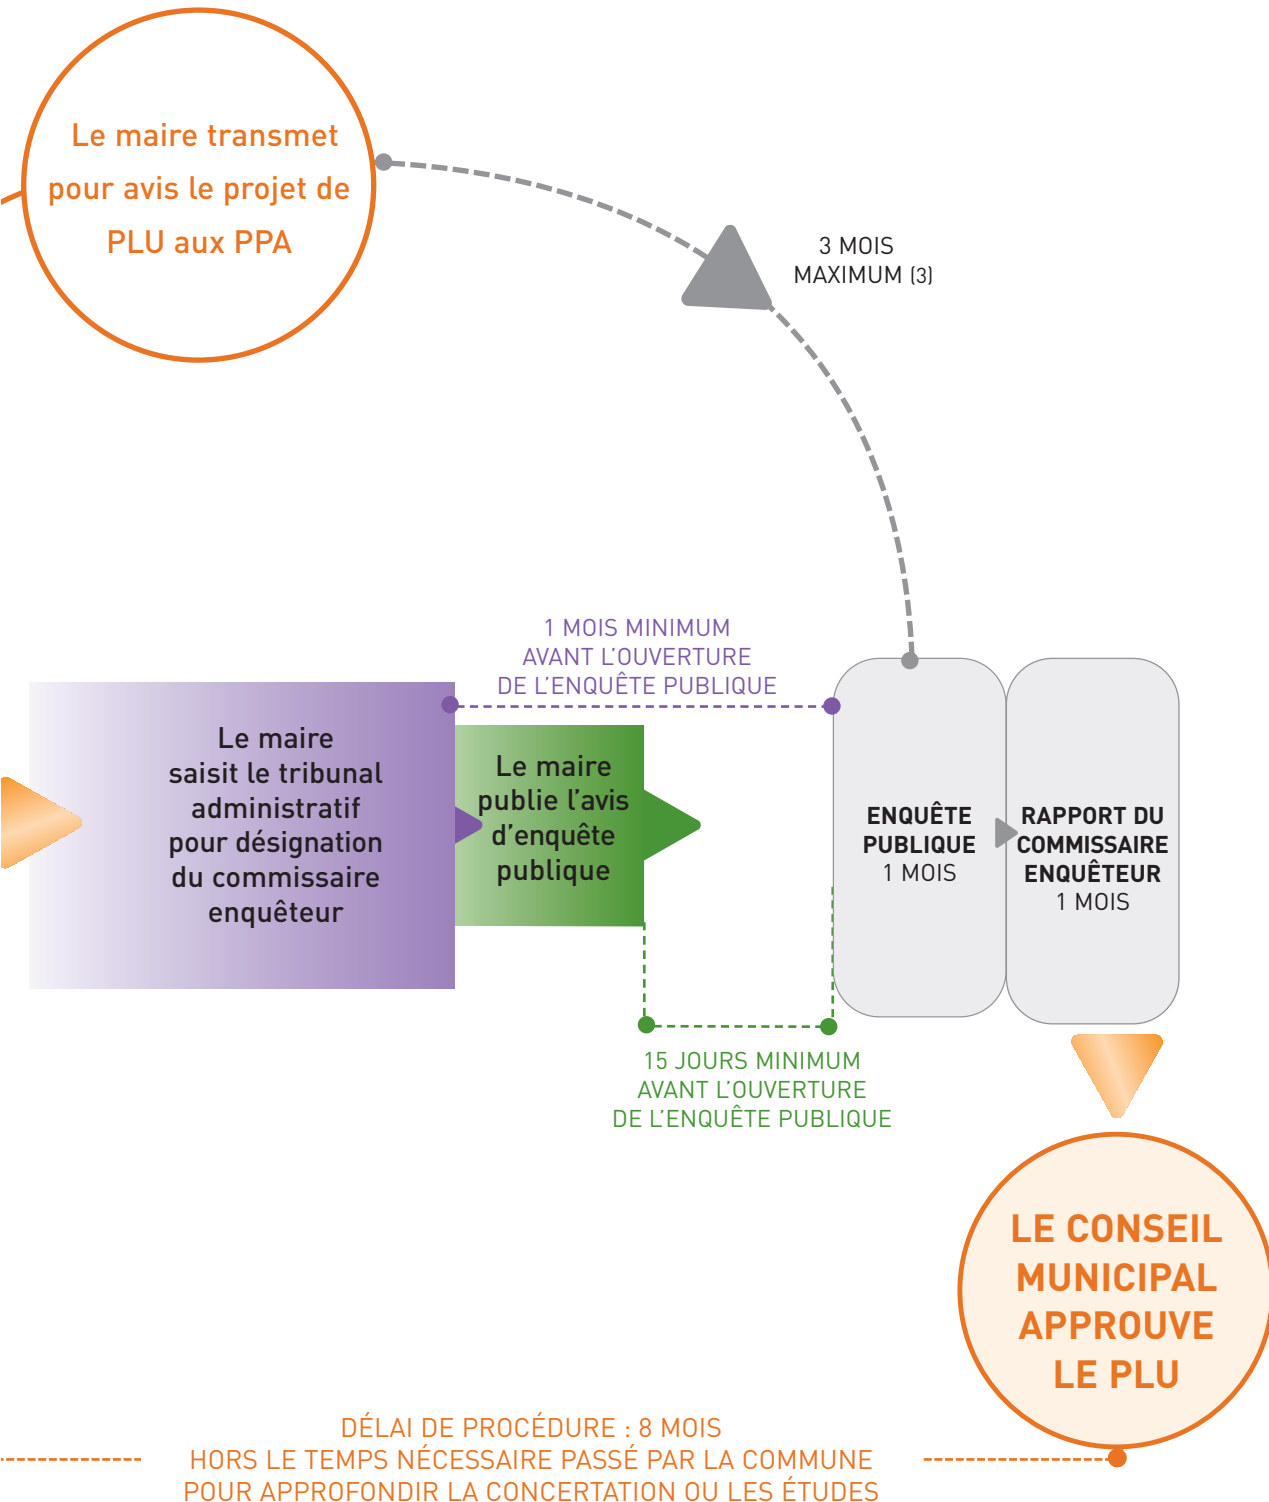 Le maire transmet
pour avis le projet de
PLU aux PPA
3 MOIS
MAXIMUM (3)
1 MOIS MINIMUM
AVANT L'OUVERTURE
DE L'ENQUÊTE PUBLIQUE
Le maire
saisit le tribunal
administratif
pour désignation
du commissaire
enquêteur
Le maire
publie l'avis
d'enquête
publique
ENQUÊTE
PUBLIQUE
1 MOIS
RAPPORT DU
COMMISSAIRE
ENQUÊTEUR
1 MOIS
15 JOURS MINIMUM
AVANT L'OUVERTURE
DE L'ENQUÊTE PUBLIQUE
LE CONSEIL
MUNICIPAL
APPROUVE
LE PLU
DÉLAI DE PROCÉDURE : 8 MOIS
HORS LE TEMPS NÉCESSAIRE PASSÉ PAR LA COMMUNE
POUR APPROFONDIR LA CONCERTATION OU LES ÉTUDES